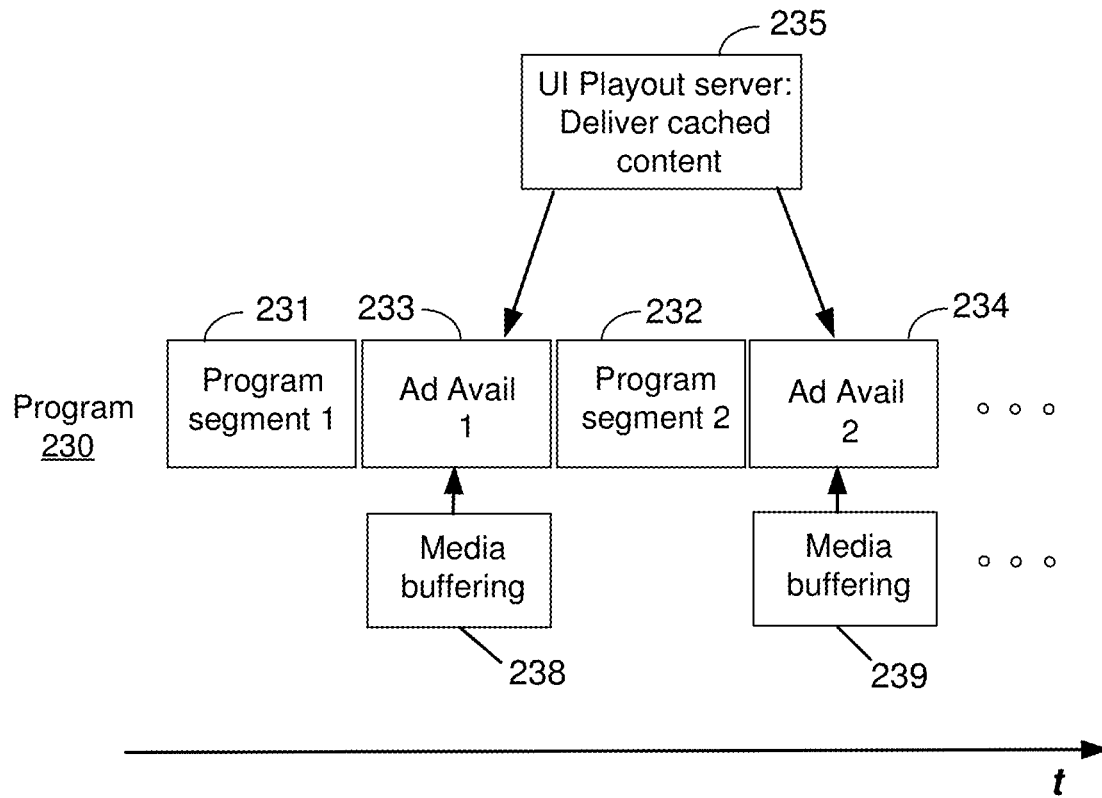 235
UI Playout server:
Deliver cached
content
231
233
232
234
Program
230
Program
segment 1
Ad Avail
1
Program
segment 2
Ad Avail
2
Media
buffering
Media
buffering
238
239
t